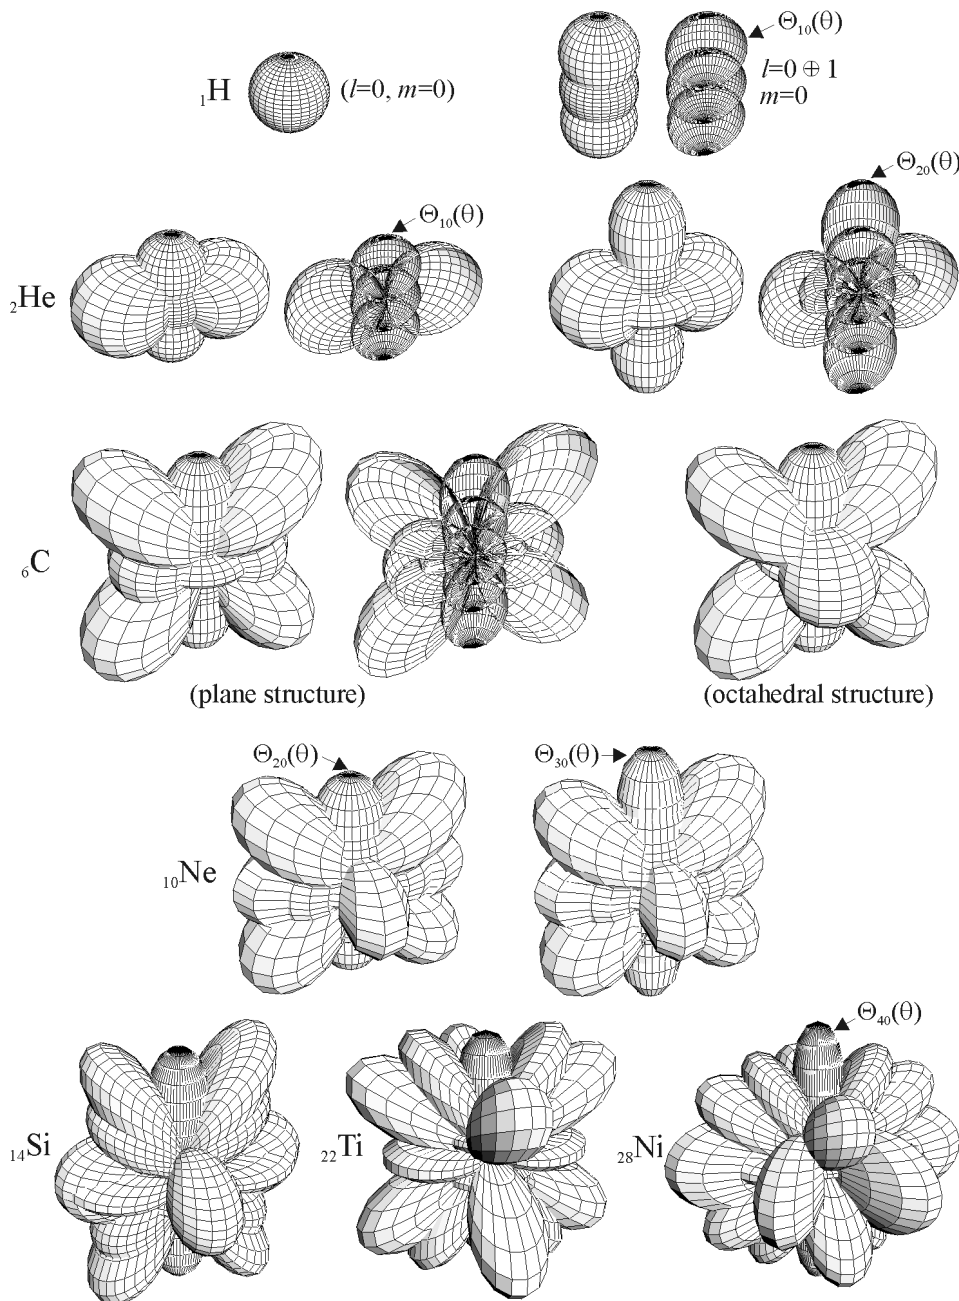 Θ₁₀(θ)
₁H (l=0, m=0) l=0 ⊕ 1
m=0
Θ₂₀(θ)
Θ₁₀(θ)
₂He
₆C
(plane structure) (octahedral structure)
Θ₂₀(θ) Θ₃₀(θ)
₁₀Ne
Θ₄₀(θ)
₁₄Si ₂₂Ti ₂₈Ni